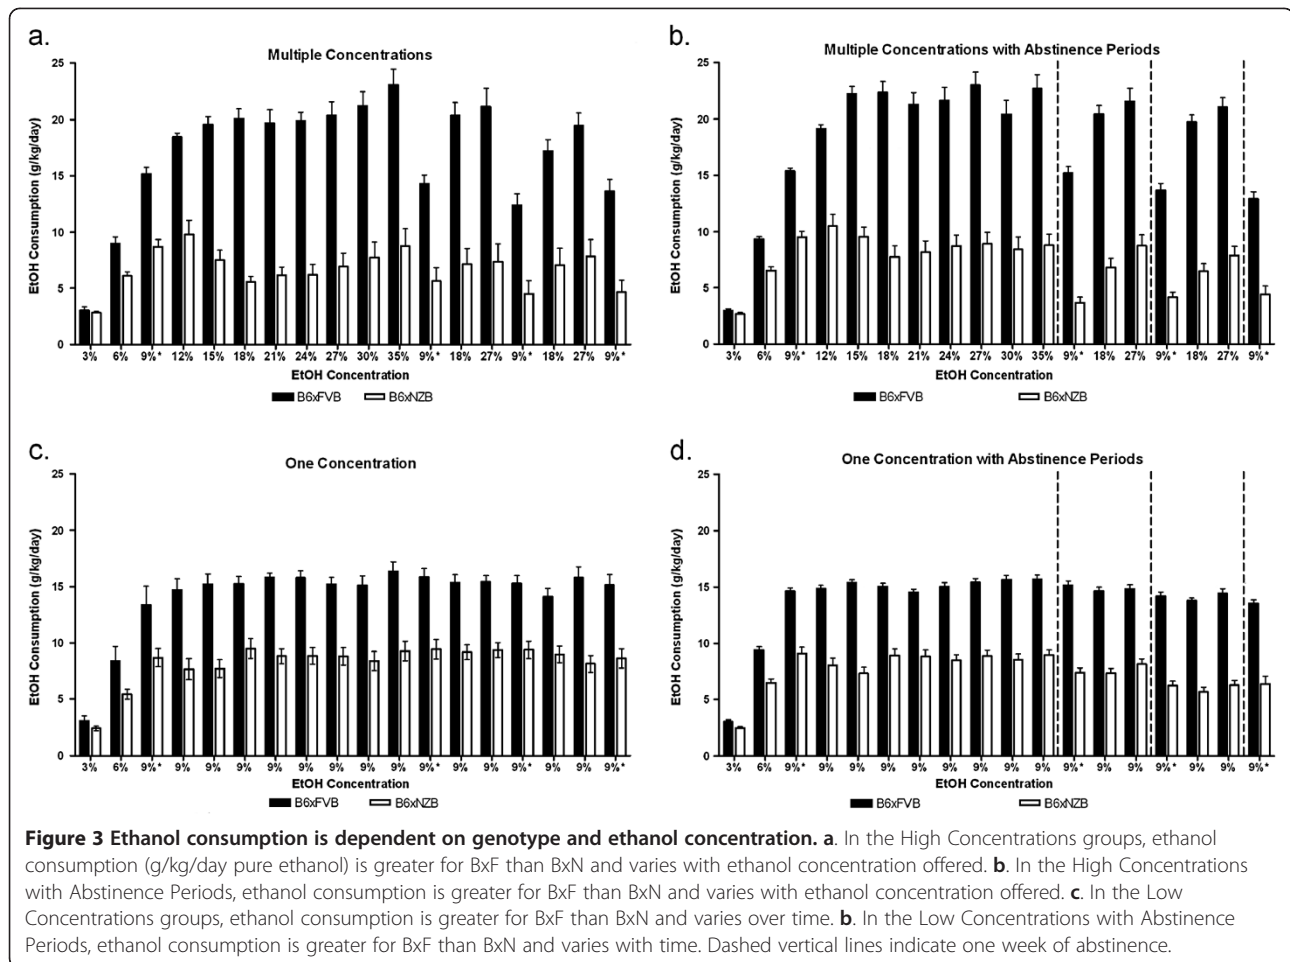 a.
Multiple Concentrations
EtOH Consumption (g/kg/day)
25
20
15
10
5
0
3% 6% 9%* 12% 15% 18% 21% 24% 27% 30% 35% 9%* 18% 27% 9%* 18% 27% 9%*
EtOH Concentration
B6xFVB B6xNZB
b.
Multiple Concentrations with Abstinence Periods
EtOH Consumption (g/kg/day)
25
20
15
10
5
0
3% 6% 9%* 12% 15% 18% 21% 24% 27% 30% 35% 9%* 18% 27% 9%* 18% 27% 9%*
EtOH Concentration
B6xFVB B6xNZB
c.
One Concentration
EtOH Consumption (g/kg/day)
25
20
15
10
5
0
3% 6% 9%* 9% 9% 9% 9% 9% 9% 9% 9% 9%* 9% 9% 9%* 9% 9% 9%*
EtOH Concentration
B6xFVB B6xNZB
d.
One Concentration with Abstinence Periods
EtOH Consumption (g/kg/day)
25
20
15
10
5
0
3% 6% 9%* 9% 9% 9% 9% 9% 9% 9% 9% 9%* 9% 9% 9%* 9% 9% 9%*
EtOH Concentration
B6xFVB B6xNZB
Figure 3 Ethanol consumption is dependent on genotype and ethanol concentration. a. In the High Concentrations groups, ethanol
consumption (g/kg/day pure ethanol) is greater for BxF than BxN and varies with ethanol concentration offered. b. In the High Concentrations
with Abstinence Periods, ethanol consumption is greater for BxF than BxN and varies with ethanol concentration offered. c. In the Low
Concentrations groups, ethanol consumption is greater for BxF than BxN and varies over time. b. In the Low Concentrations with Abstinence
Periods, ethanol consumption is greater for BxF than BxN and varies with time. Dashed vertical lines indicate one week of abstinence.